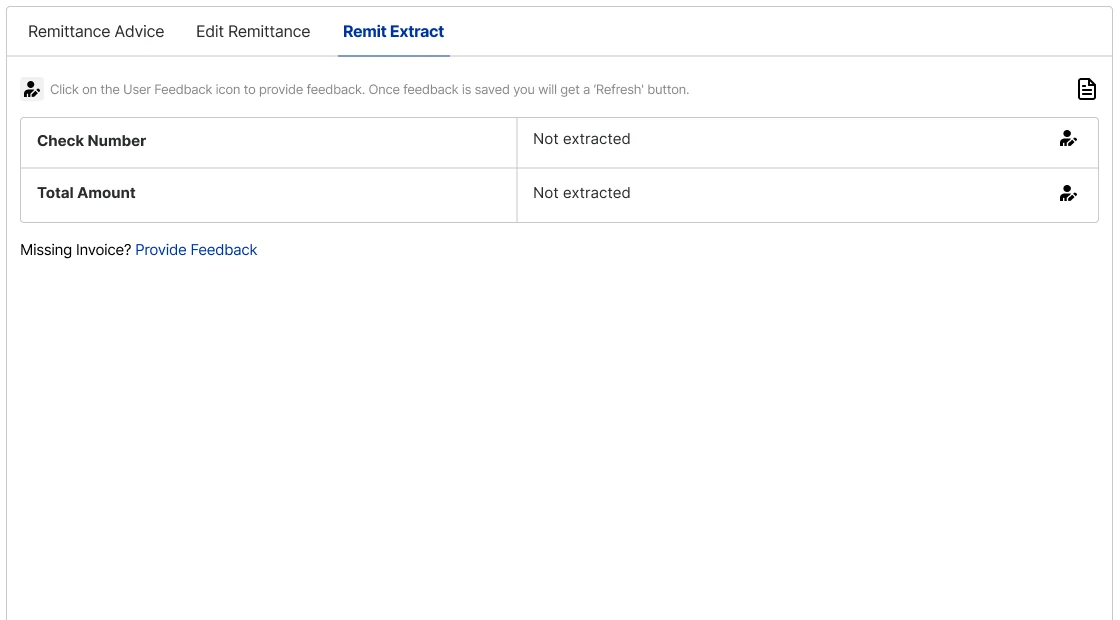 Remittance Advice Edit Remittance Remit Extract
Click on the User Feedback icon to provide feedback. Once feedback is saved you will get a 'Refresh' button.
Check Number Not extracted
Total Amount Not extracted
Missing Invoice? Provide Feedback